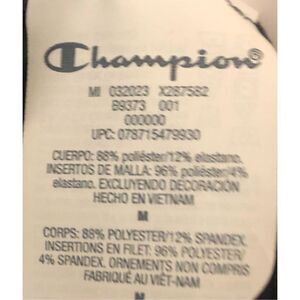 Champion®
MI 032023 X287582
B9373 001
000000
UPC: 078715479930
CUERPO: 88% poliéster/12% elastano.
INSERTOS DE MALLA: 96% poliéster/4%
elastano. EXCLUYENDO DECORACIÓN
HECHO EN VIETNAM
M
CORPS: 88% POLYESTER/12% SPANDEX.
INSERTIONS EN FILET: 96% POLYESTER/
4% SPANDEX. ORNEMENTS NON COMPRIS
FABRIQUÉ AU VIÊT-NAM
M